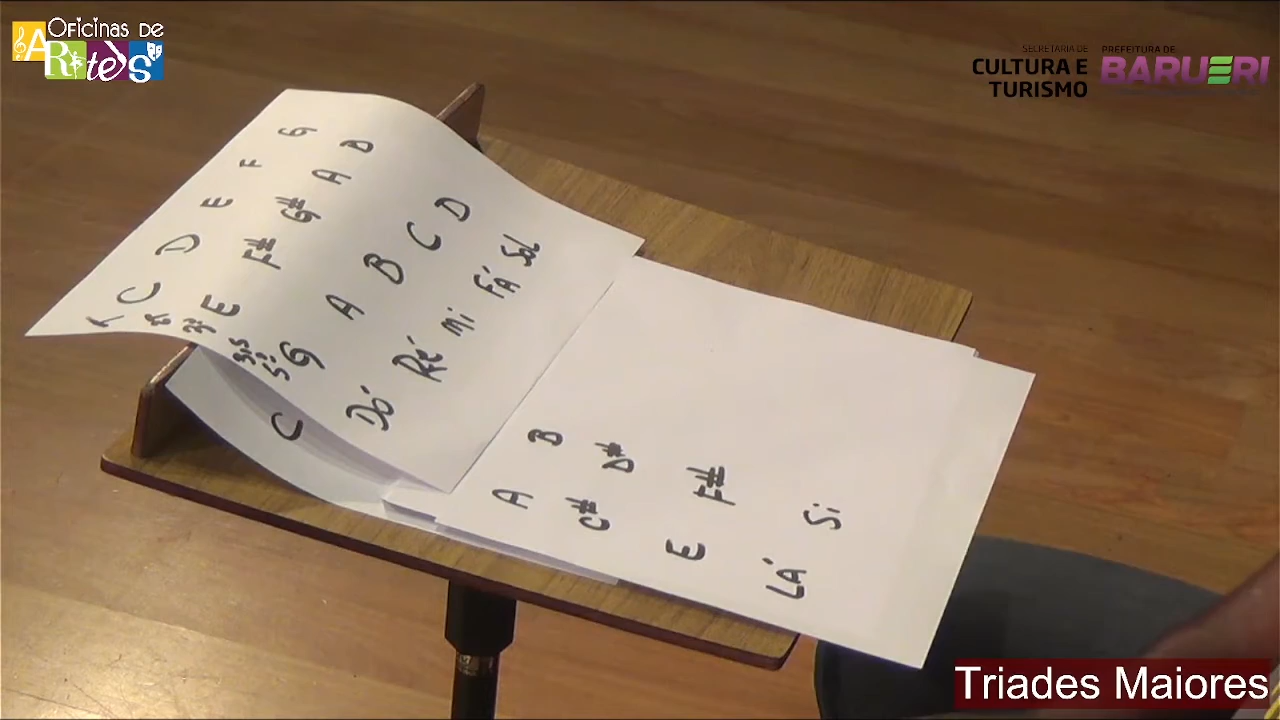 Oficinas de
ARtes
SECRETARIA DE
CULTURA E
TURISMO
PREFEITURA DE
BARUERI
C D E F G
E F# G# A B
G A B C D
Dó Ré mi FÁ Sol
C
A B
C# D#
E F#
LÁ Si
Triades Maiores